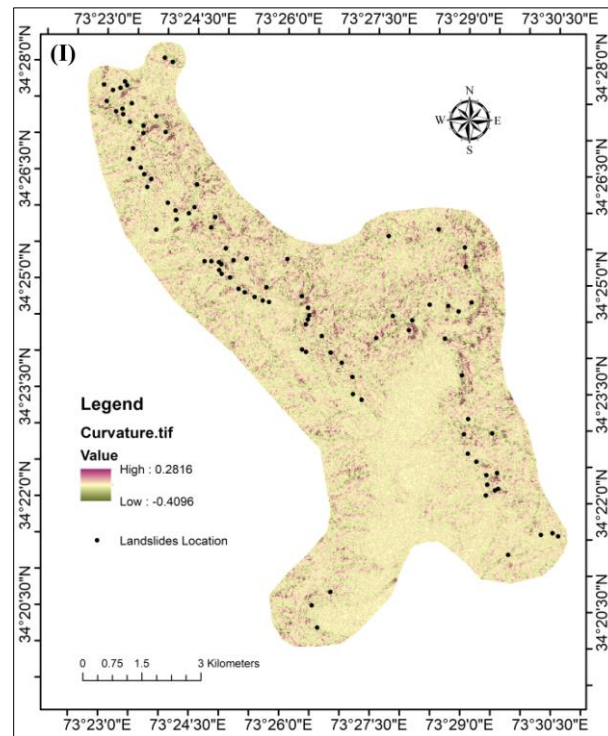 73°23'0"E 73°24'30"E 73°26'0"E 73°27'30"E 73°29'0"E 73°30'30"E
(I)
N
W E
S
34°28'0"N 34°28'0"N
34°26'30"N 34°26'30"N
34°25'0"N 34°25'0"N
34°23'30"N 34°23'30"N
34°22'0"N 34°22'0"N
34°20'30"N 34°20'30"N
Legend
Curvature.tif
Value
High : 0.2816
Low : -0.4096
Landslides Location
0 0.75 1.5 3 Kilometers
73°23'0"E 73°24'30"E 73°26'0"E 73°27'30"E 73°29'0"E 73°30'30"E